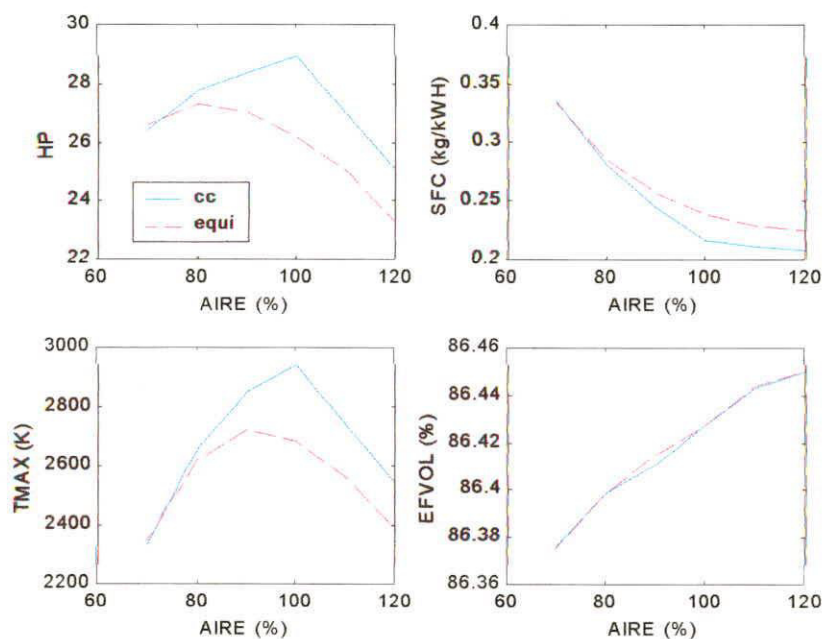 30
28
26
24
22
HP
cc
equi
60 80 100 120
AIRE (%)
0.4
0.35
0.3
0.25
0.2
SFC (kg/kWH)
60 80 100 120
AIRE (%)
3000
2800
2600
2400
2200
TMAX (K)
60 80 100 120
AIRE (%)
86.46
86.44
86.42
86.4
86.38
86.36
EFVOL (%)
60 80 100 120
AIRE (%)